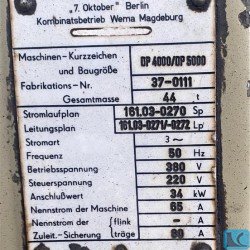 „7. Oktober" Berlin
Kombinatsbetrieb Werna Magdeburg
Maschinen-Kurzzeichen und Baugröße DP 4000/DP 5000
Fabrikations-Nr. 37-0111
Gesamtmasse 44 t
Stromlaufplan 161.03-0270 Sp
Leitungsplan 161.03-0271/-0272 Lp
Stromart 3~
Frequenz 50 Hz
Betriebsspannung 380 V
Steuerspannung 220 V
Anschlußwert 34 kW
Nennstrom der Maschine 65 A
Nennstrom der flink - A
Zuleit.-Sicherung träge 80 A
LC